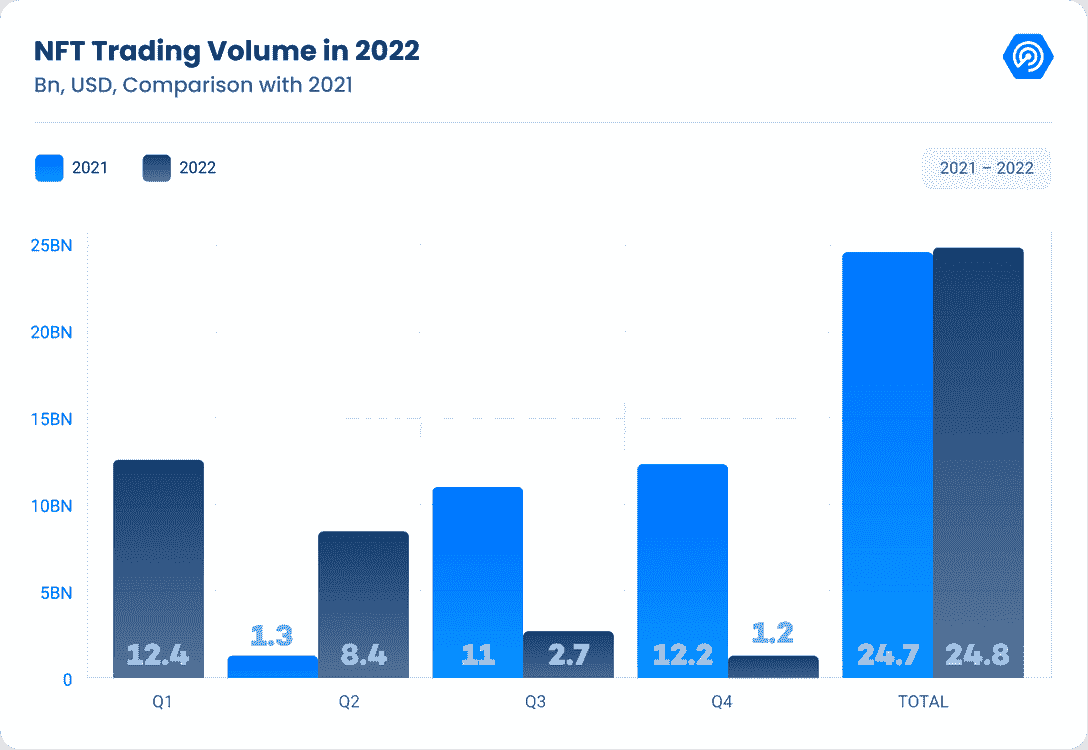 NFT Trading Volume in 2022
Bn, USD, Comparison with 2021
2021 2022 2021 – 2022
25BN
20BN
15BN
10BN
5BN
0
12.4 1.3 8.4 11 2.7 12.2 1.2 24.7 24.8
Q1 Q2 Q3 Q4 TOTAL